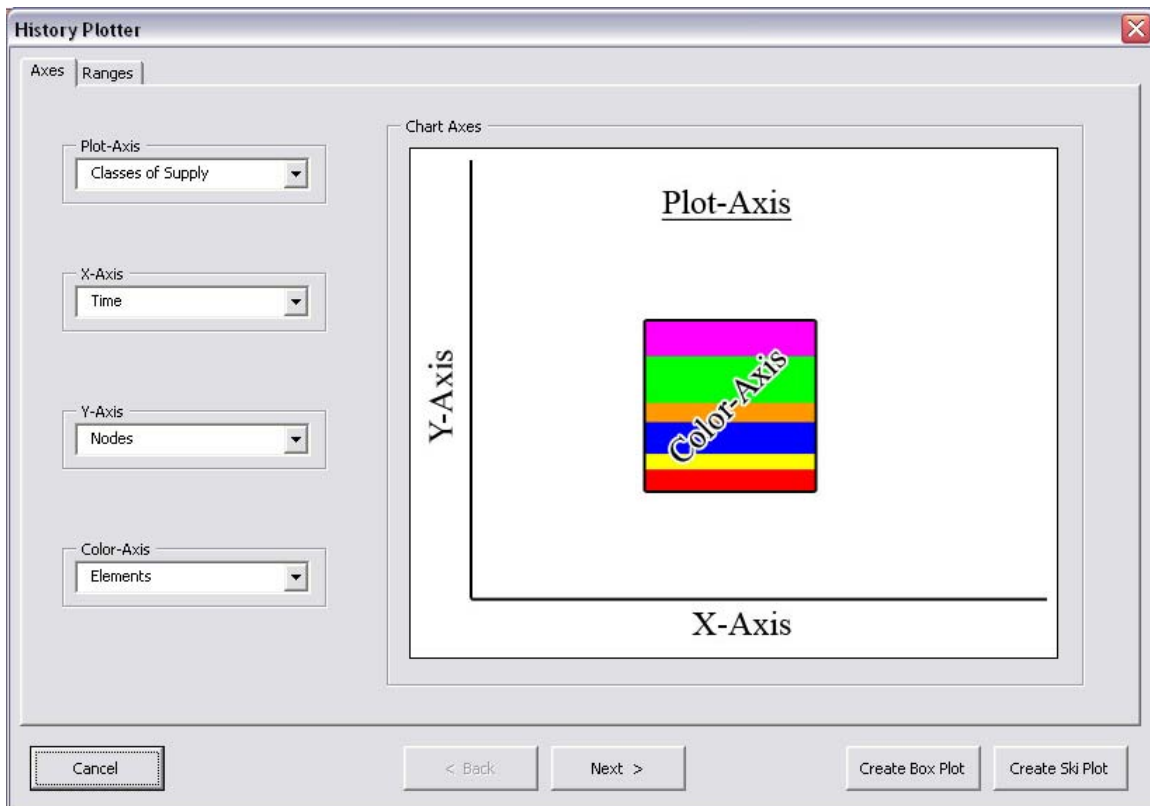 History Plotter
Axes
Ranges
Plot-Axis
Classes of Supply
X-Axis
Time
Y-Axis
Nodes
Color-Axis
Elements
Chart Axes
Plot-Axis
Y-Axis
Color-Axis
X-Axis
Cancel
< Back
Next >
Create Box Plot
Create Ski Plot